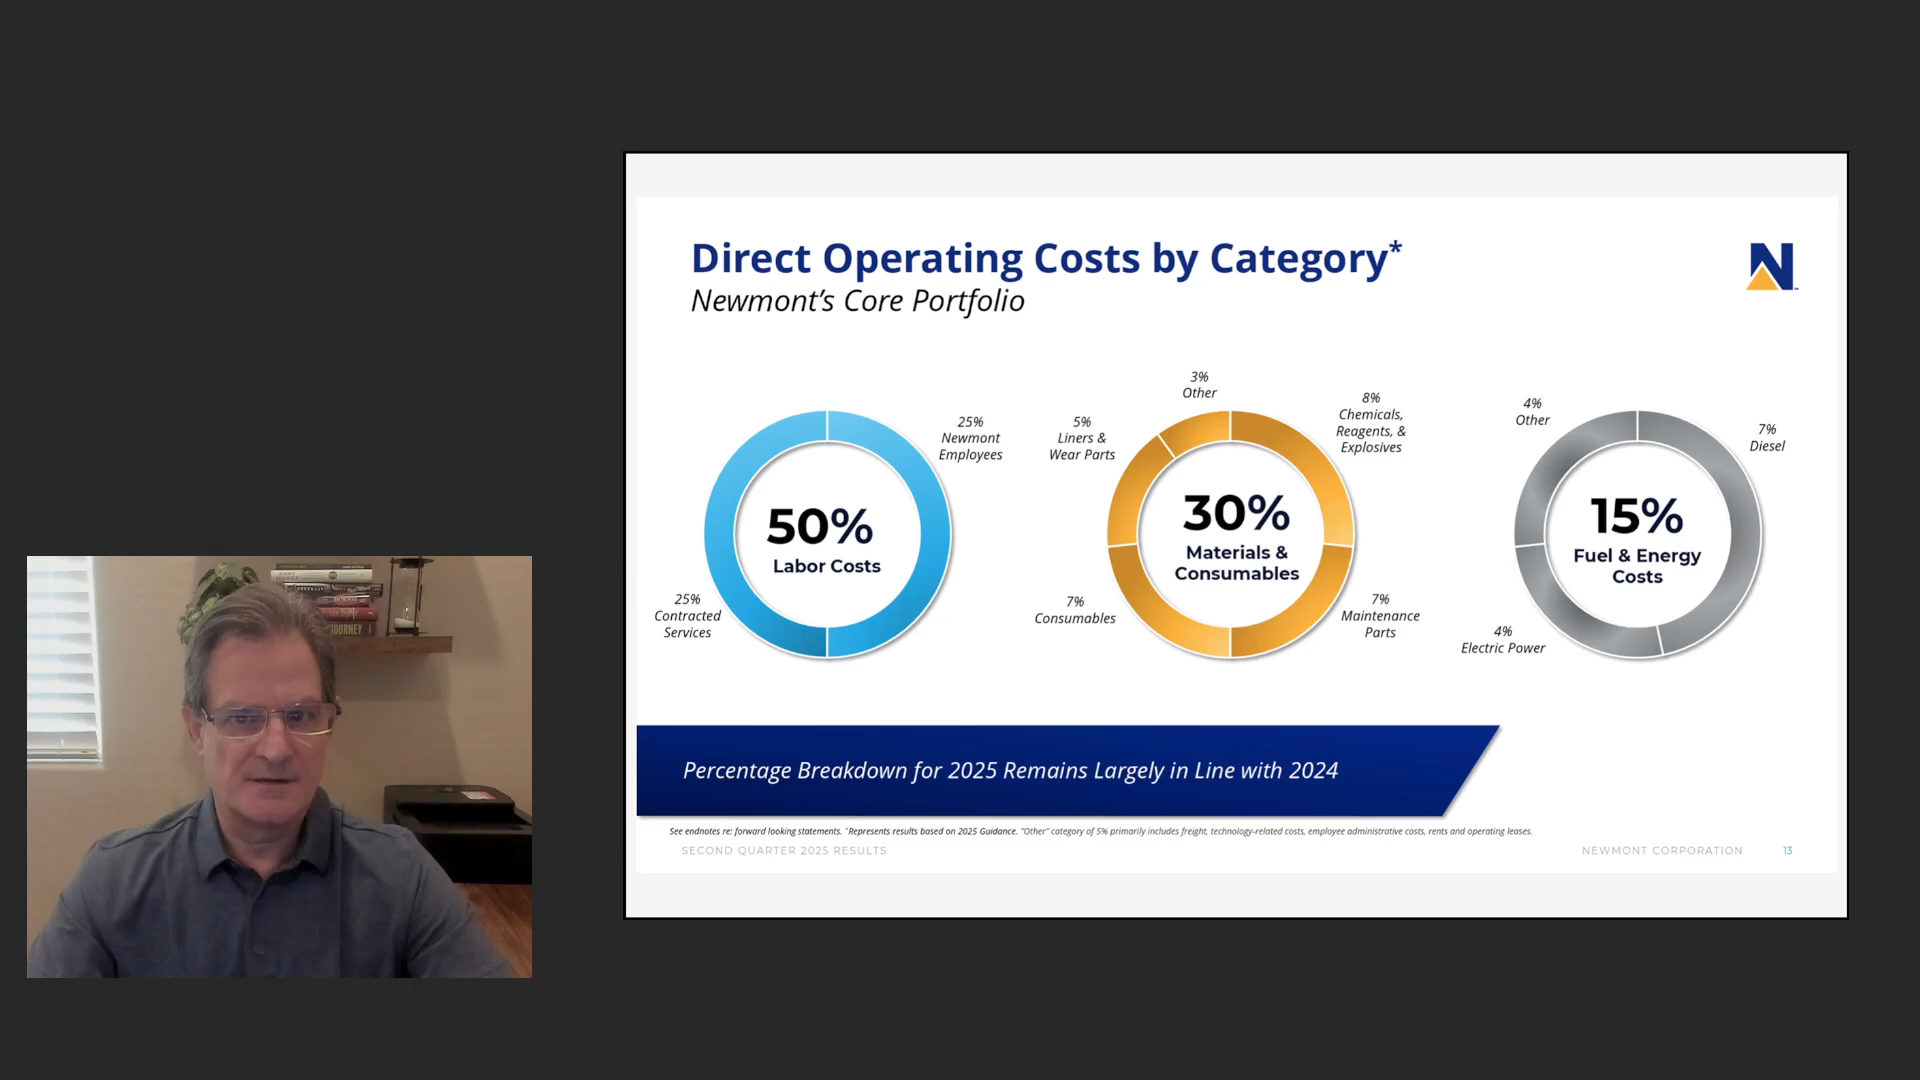 Direct Operating Costs by Category*
Newmont's Core Portfolio
25%
Newmont
Employees
50%
Labor Costs
25%
Contracted
Services
3%
Other
5%
Liners &
Wear Parts
8%
Chemicals,
Reagents, &
Explosives
30%
Materials &
Consumables
7%
Consumables
7%
Maintenance
Parts
4%
Other
7%
Diesel
15%
Fuel & Energy
Costs
4%
Electric Power
Percentage Breakdown for 2025 Remains Largely in Line with 2024
See endnotes re: forward looking statements. *Represents results based on 2025 Guidance. "Other" category of 5% primarily includes freight, technology-related costs, employee administrative costs, rents and operating leases.
SECOND QUARTER 2025 RESULTS
NEWMONT CORPORATION 13